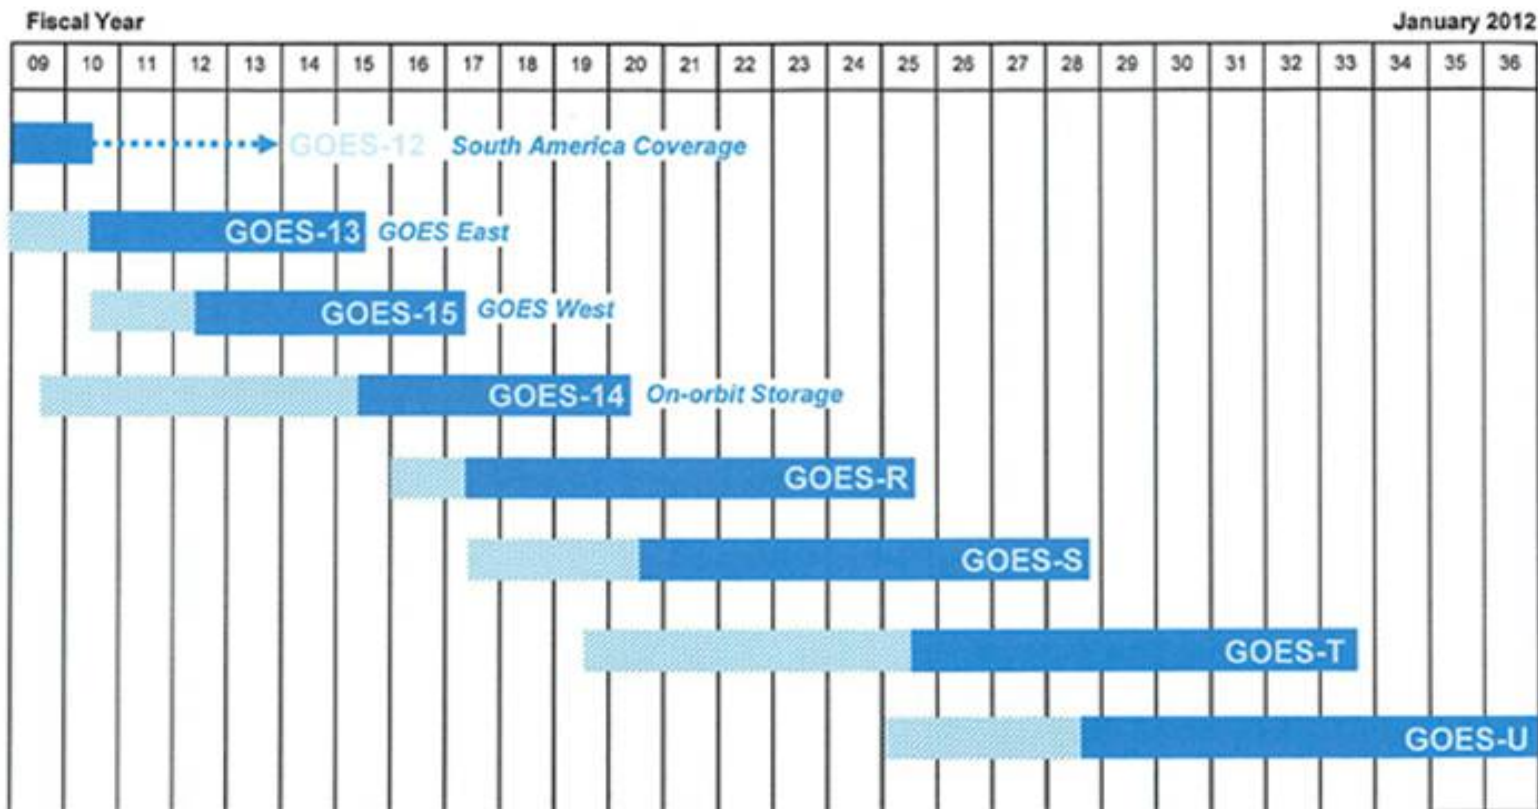 Fiscal Year January 2012
09 10 11 12 13 14 15 16 17 18 19 20 21 22 23 24 25 26 27 28 29 30 31 32 33 34 35 36
GOES-12 South America Coverage
GOES-13 GOES East
GOES-15 GOES West
GOES-14 On-orbit Storage
GOES-R
GOES-S
GOES-T
GOES-U